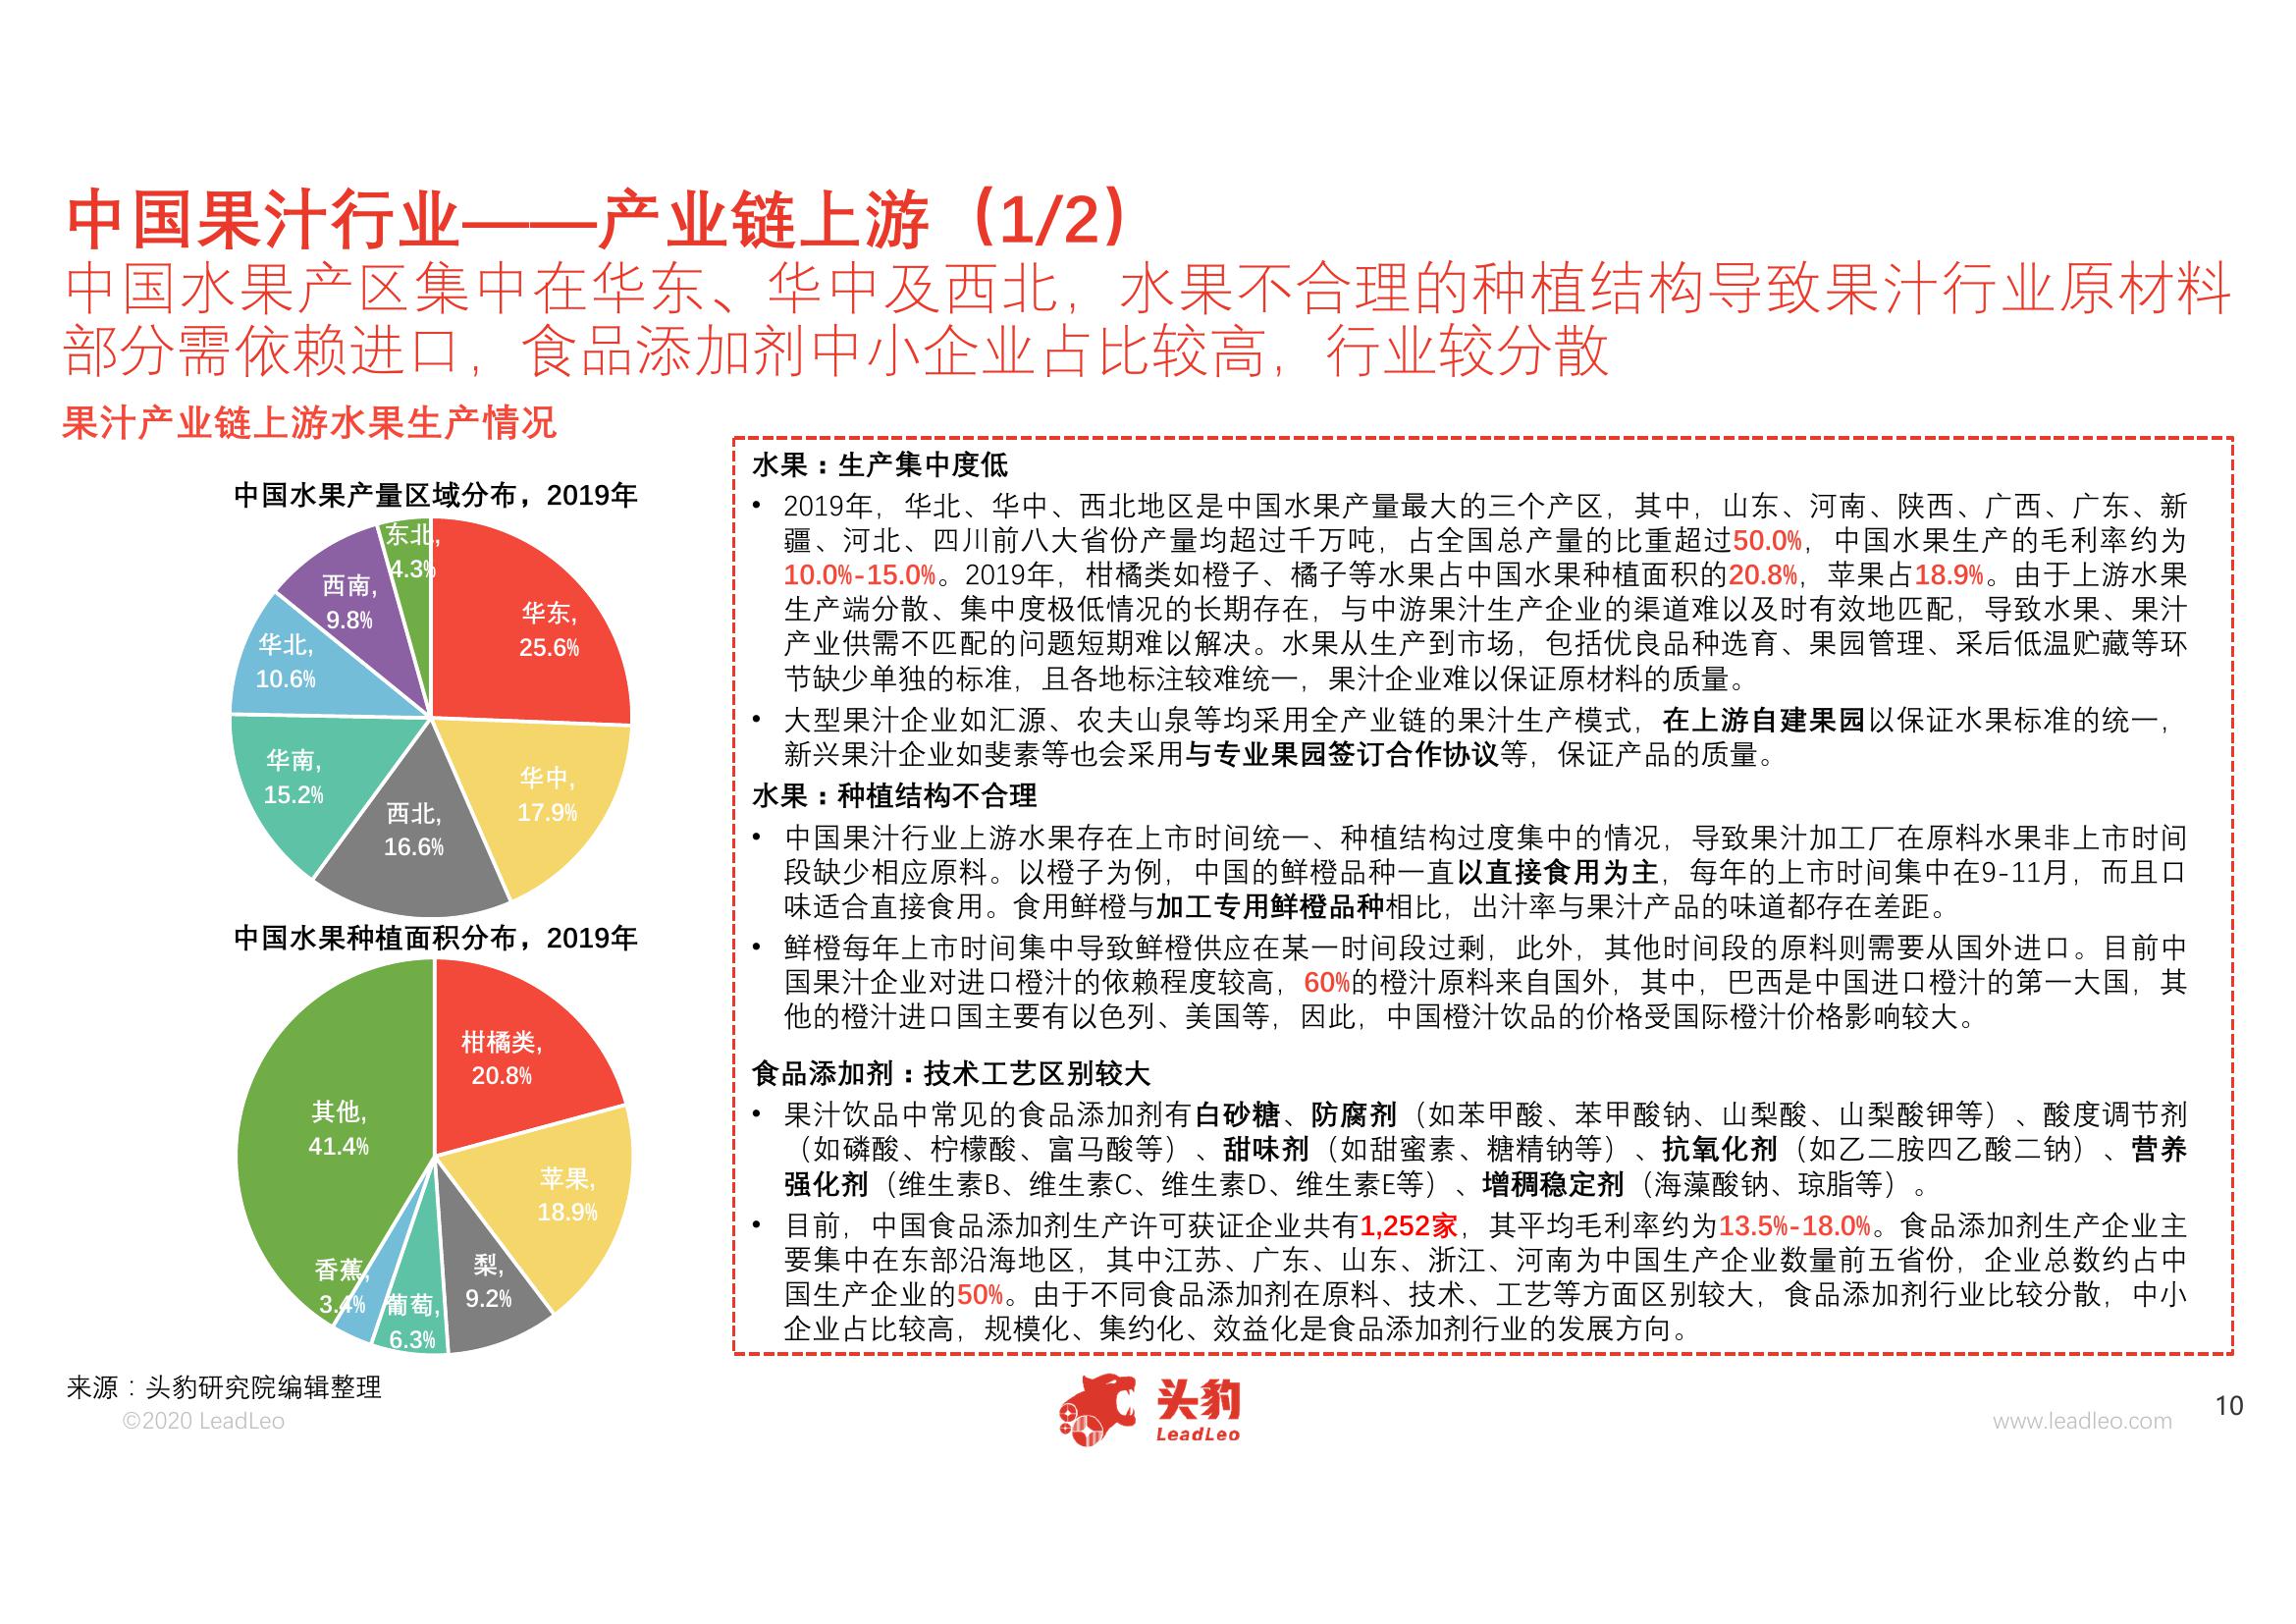 中国果汁行业——产业链上游（1/2）
中国水果产区集中在华东、华中及西北，水果不合理的种植结构导致果汁行业原材料
部分需依赖进口，食品添加剂中小企业占比较高，行业较分散
果汁产业链上游水果生产情况
中国水果产量区域分布，2019年
东北,
4.3%
华东,
25.6%
西南,
9.8%
华北,
10.6%
华南,
15.2%
华中,
17.9%
西北,
16.6%
中国水果种植面积分布，2019年
柑橘类,
20.8%
其他,
41.4%
苹果,
18.9%
梨,
9.2%
香蕉,
3.4%
葡萄,
6.3%
水果：生产集中度低
• 2019年，华北、华中、西北地区是中国水果产量最大的三个产区，其中，山东、河南、陕西、广西、广东、新
疆、河北、四川前八大省份产量均超过千万吨，占全国总产量的比重超过50.0%，中国水果生产的毛利率约为
10.0%-15.0%。2019年，柑橘类如橙子、橘子等水果占中国水果种植面积的20.8%，苹果占18.9%。由于上游水果
生产端分散、集中度极低情况的长期存在，与中游果汁生产企业的渠道难以及时有效地匹配，导致水果、果汁
产业供需不匹配的问题短期难以解决。水果从生产到市场，包括优良品种选育、果园管理、采后低温贮藏等环
节缺少单独的标准，且各地标注较难统一，果汁企业难以保证原材料的质量。
• 大型果汁企业如汇源、农夫山泉等均采用全产业链的果汁生产模式，在上游自建果园以保证水果标准的统一，
新兴果汁企业如斐素等也会采用与专业果园签订合作协议等，保证产品的质量。
水果：种植结构不合理
• 中国果汁行业上游水果存在上市时间统一、种植结构过度集中的情况，导致果汁加工厂在原料水果非上市时间
段缺少相应原料。以橙子为例，中国的鲜橙品种一直以直接食用为主，每年的上市时间集中在9-11月，而且口
味适合直接食用。食用鲜橙与加工专用鲜橙品种相比，出汁率与果汁产品的味道都存在差距。
• 鲜橙每年上市时间集中导致鲜橙供应在某一时间段过剩，此外，其他时间段的原料则需要从国外进口。目前中
国果汁企业对进口橙汁的依赖程度较高，60%的橙汁原料来自国外，其中，巴西是中国进口橙汁的第一大国，其
他的橙汁进口国主要有以色列、美国等，因此，中国橙汁饮品的价格受国际橙汁价格影响较大。
食品添加剂：技术工艺区别较大
• 果汁饮品中常见的食品添加剂有白砂糖、防腐剂（如苯甲酸、苯甲酸钠、山梨酸、山梨酸钾等）、酸度调节剂
（如磷酸、柠檬酸、富马酸等）、甜味剂（如甜蜜素、糖精钠等）、抗氧化剂（如乙二胺四乙酸二钠）、营养
强化剂（维生素B、维生素C、维生素D、维生素E等）、增稠稳定剂（海藻酸钠、琼脂等）。
• 目前，中国食品添加剂生产许可获证企业共有1,252家，其平均毛利率约为13.5%-18.0%。食品添加剂生产企业主
要集中在东部沿海地区，其中江苏、广东、山东、浙江、河南为中国生产企业数量前五省份，企业总数约占中
国生产企业的50%。由于不同食品添加剂在原料、技术、工艺等方面区别较大，食品添加剂行业比较分散，中小
企业占比较高，规模化、集约化、效益化是食品添加剂行业的发展方向。
来源：头豹研究院编辑整理
©2020 LeadLeo
头豹
LeadLeo
www.leadleo.com
10